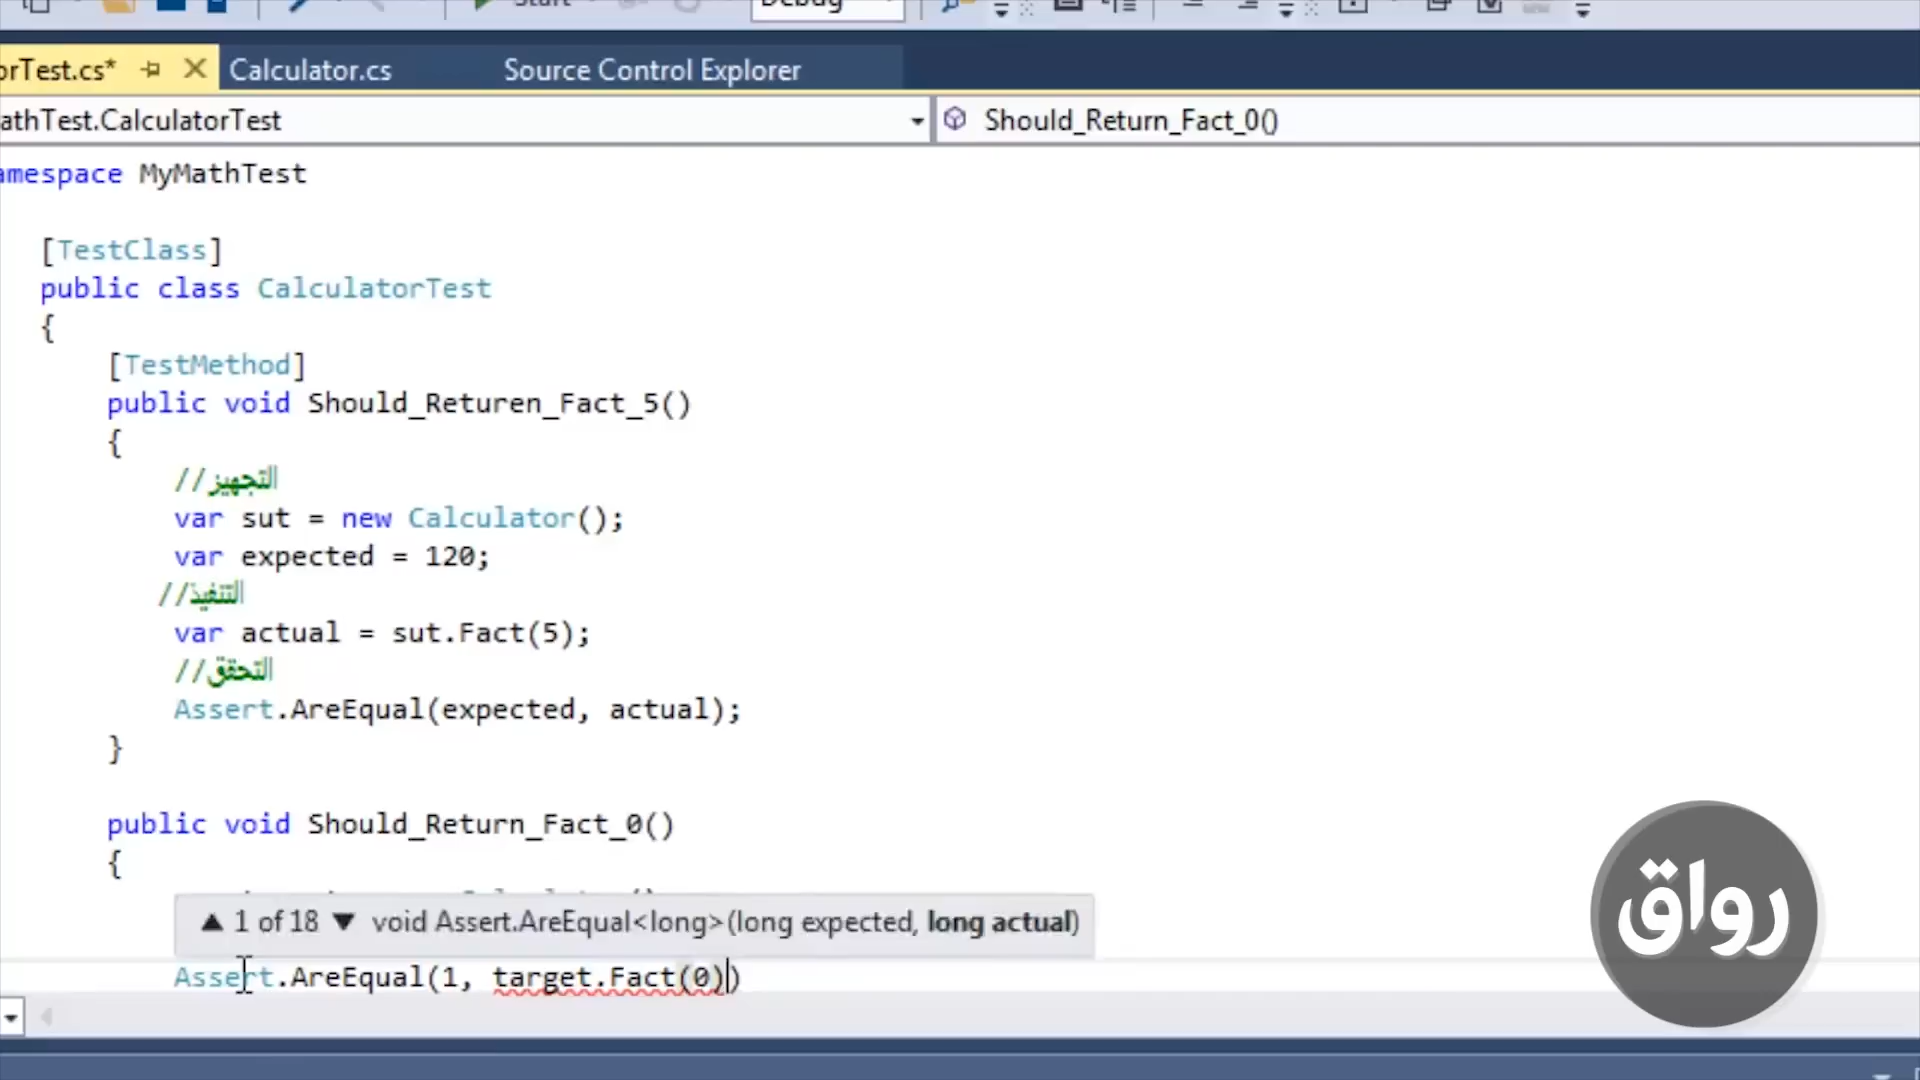 Start
Debug
orTest.cs*
Calculator.cs
Source Control Explorer
athTest.CalculatorTest
Should_Return_Fact_0()
amespace MyMathTest
[TestClass]
public class CalculatorTest
{
[TestMethod]
public void Should_Returen_Fact_5()
{
//التجهيز
var sut = new Calculator();
var expected = 120;
//التنفيذ
var actual = sut.Fact(5);
//التحقق
Assert.AreEqual(expected, actual);
}
public void Should_Return_Fact_0()
{
▲ 1 of 18 ▼ void Assert.AreEqual<long>(long expected, long actual)
Assert.AreEqual(1, target.Fact(0))
رواق